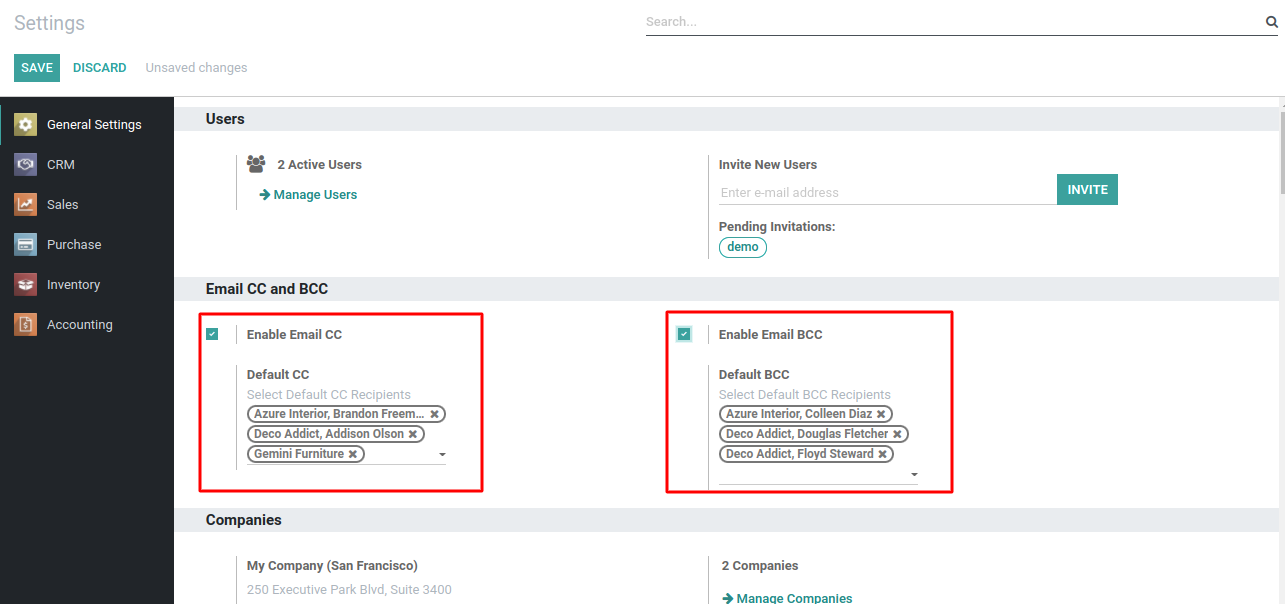 Settings
Search...
SAVE DISCARD Unsaved changes
General Settings
CRM
Sales
Purchase
Inventory
Accounting
Users
2 Active Users
Manage Users
Invite New Users
Enter e-mail address INVITE
Pending Invitations:
demo
Email CC and BCC
Enable Email CC
Default CC
Select Default CC Recipients
Azure Interior, Brandon Freem...
Deco Addict, Addison Olson
Gemini Furniture
Enable Email BCC
Default BCC
Select Default BCC Recipients
Azure Interior, Colleen Diaz
Deco Addict, Douglas Fletcher
Deco Addict, Floyd Steward
Companies
My Company (San Francisco)
250 Executive Park Blvd, Suite 3400
2 Companies
Manage Companies